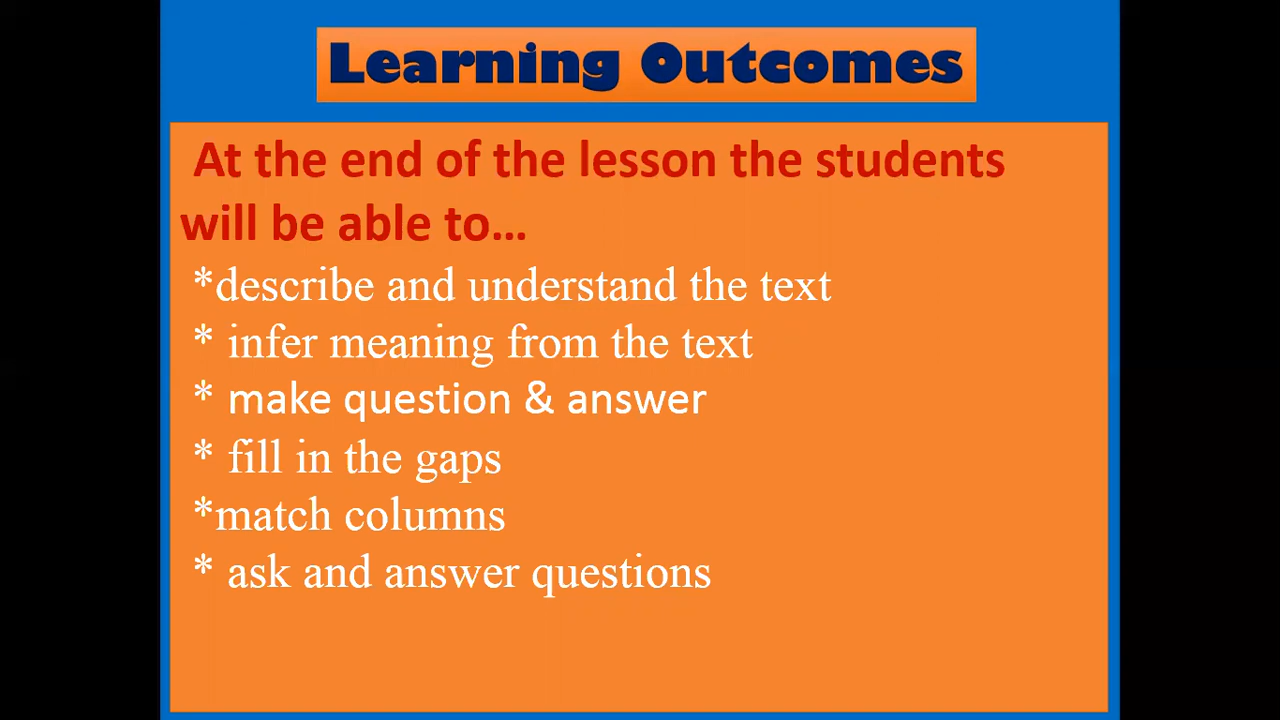 Learning Outcomes
At the end of the lesson the students
will be able to...
*describe and understand the text
* infer meaning from the text
* make question & answer
* fill in the gaps
*match columns
* ask and answer questions